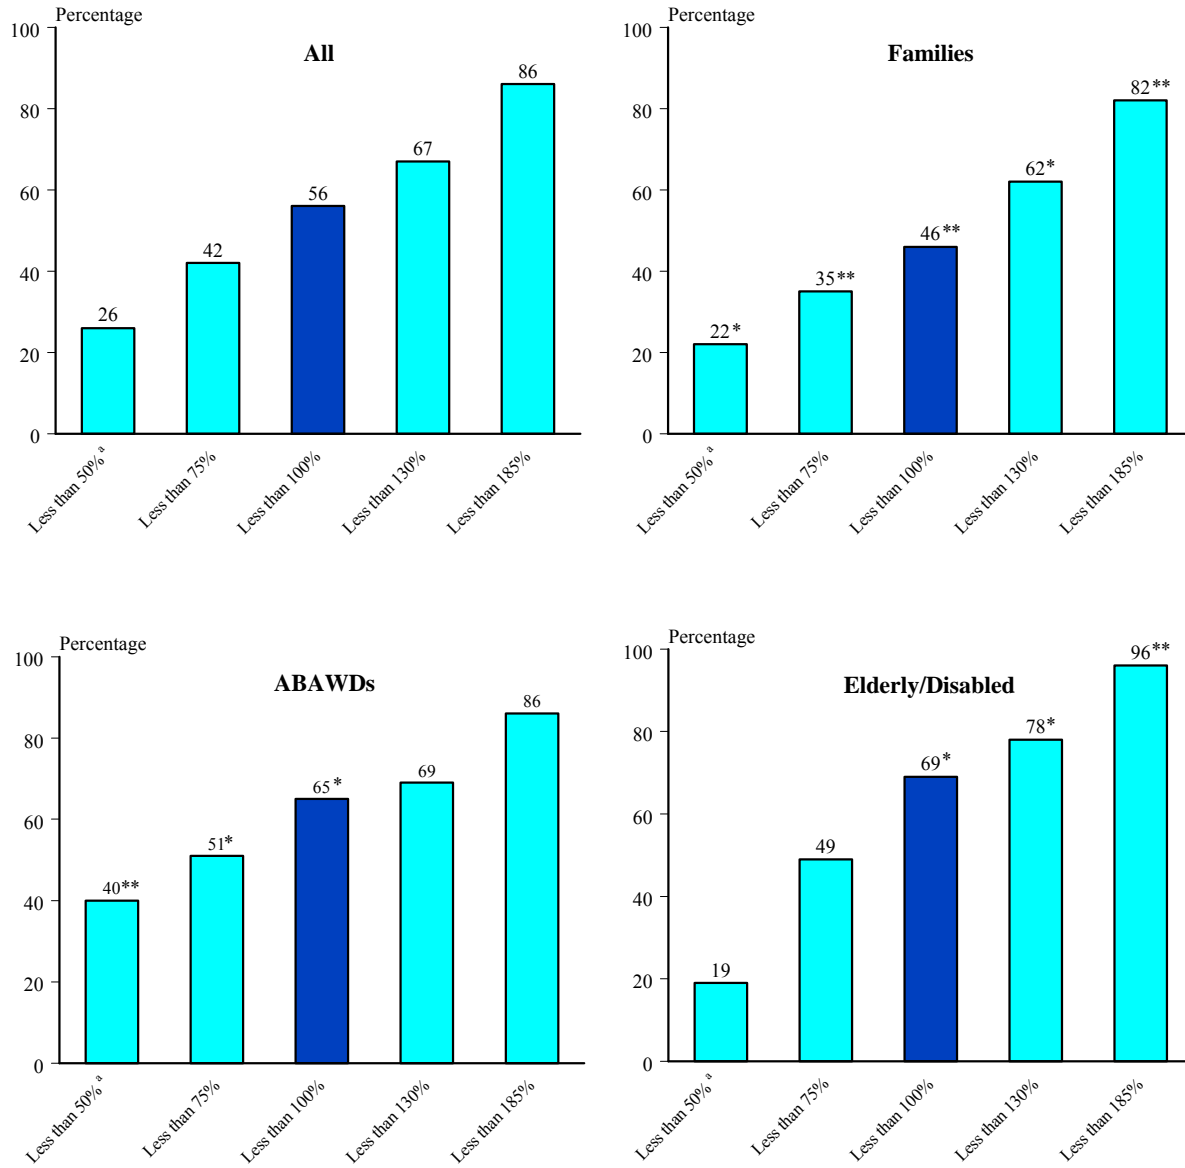 Percentage
All
100
80
60
40
20
0
26
42
56
67
86
Less than 50%ᵃ
Less than 75%
Less than 100%
Less than 130%
Less than 185%
Percentage
Families
100
80
60
40
20
0
22*
35**
46**
62*
82**
Less than 50%ᵃ
Less than 75%
Less than 100%
Less than 130%
Less than 185%
Percentage
ABAWDs
100
80
60
40
20
0
40**
51*
65*
69
86
Less than 50%ᵃ
Less than 75%
Less than 100%
Less than 130%
Less than 185%
Percentage
Elderly/Disabled
100
80
60
40
20
0
19
49
69*
78*
96**
Less than 50%ᵃ
Less than 75%
Less than 100%
Less than 130%
Less than 185%